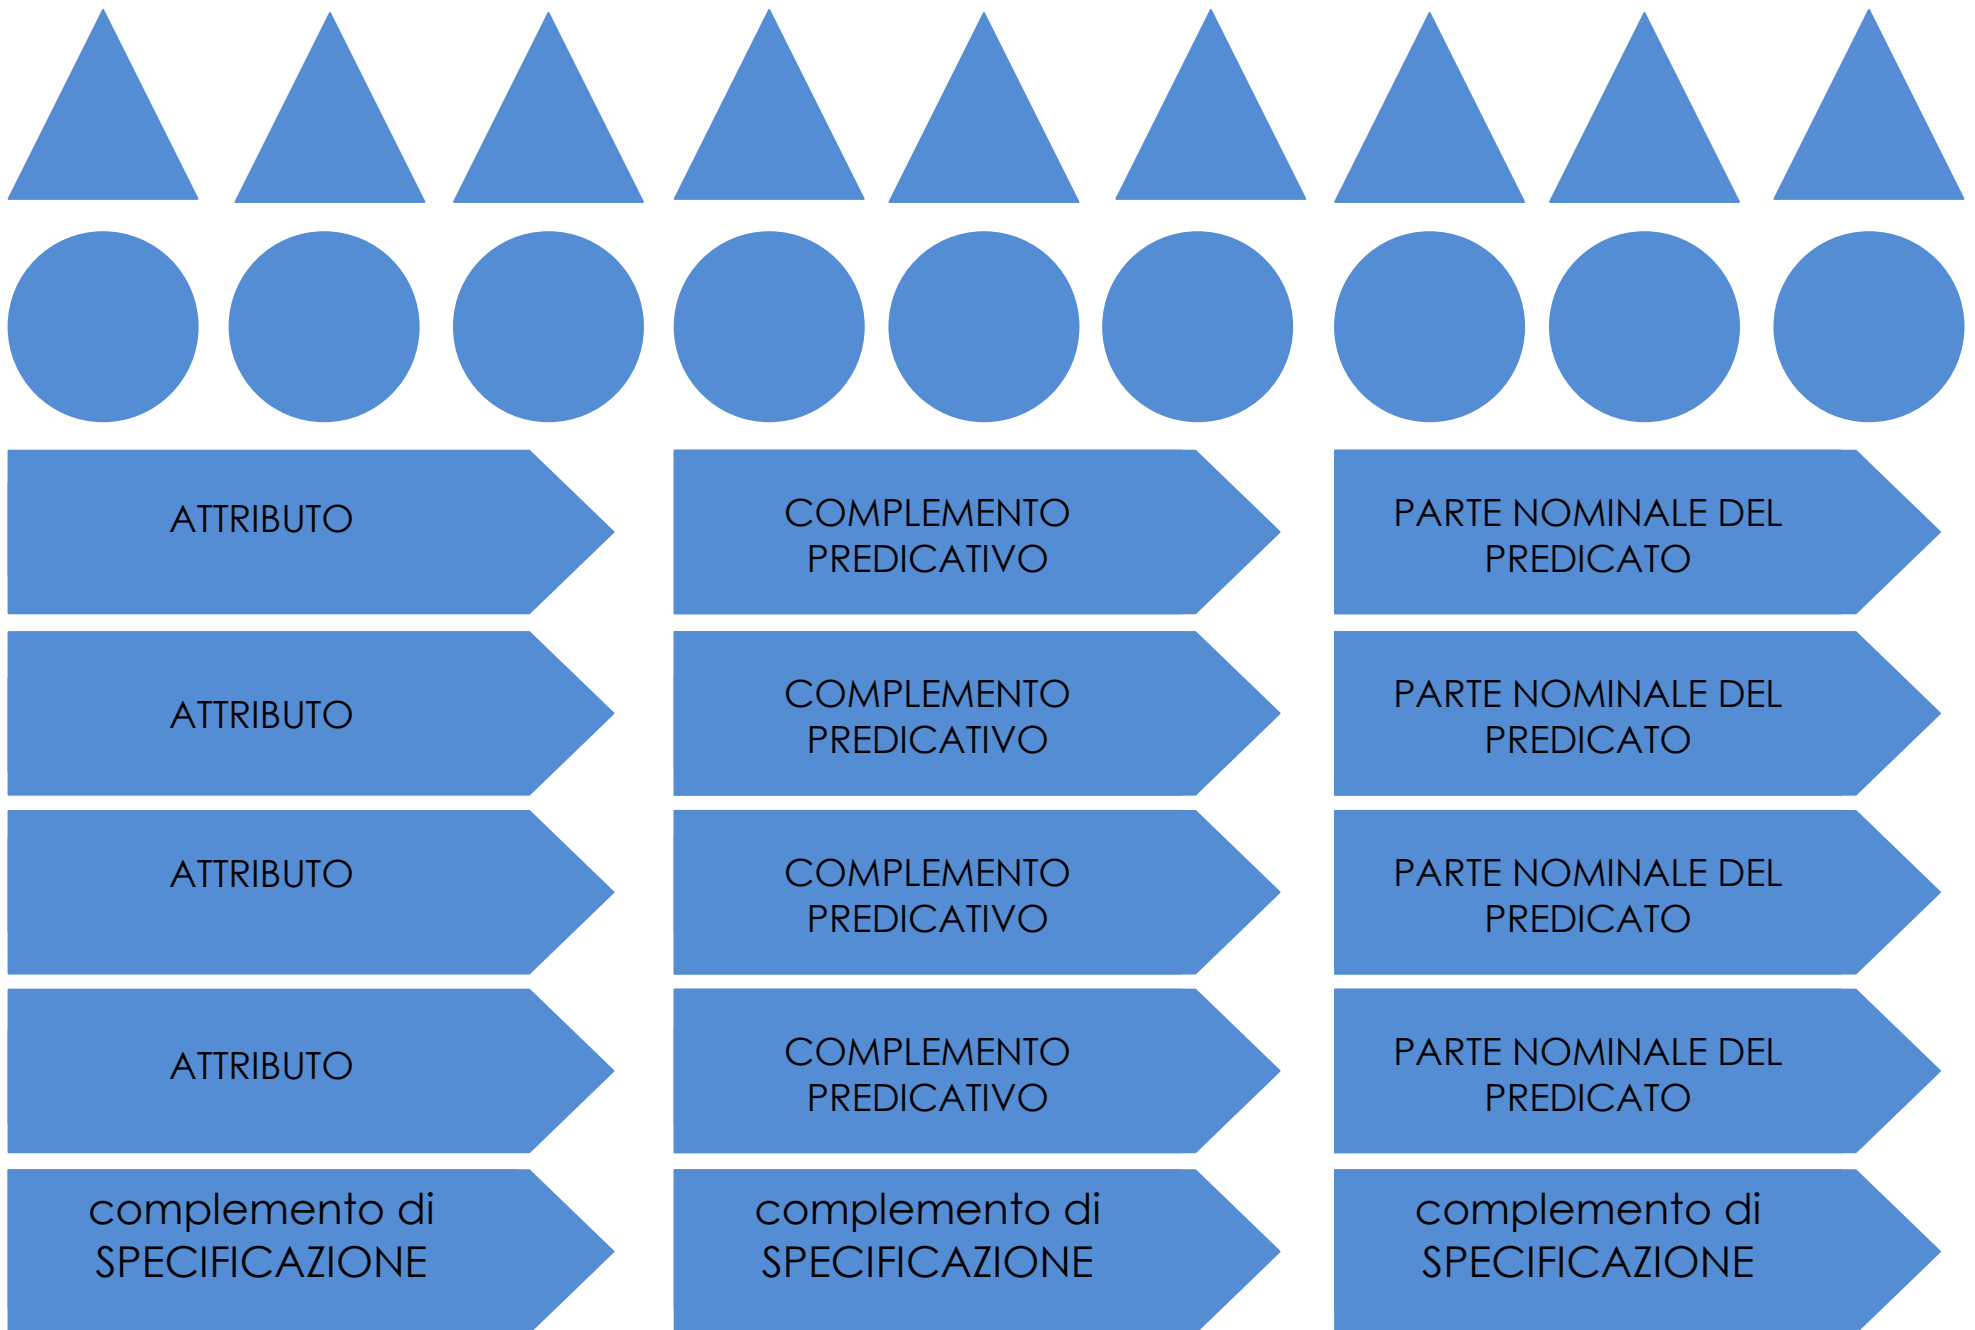 ATTRIBUTO
COMPLEMENTO
PREDICATIVO
PARTE NOMINALE DEL
PREDICATO
ATTRIBUTO
COMPLEMENTO
PREDICATIVO
PARTE NOMINALE DEL
PREDICATO
ATTRIBUTO
COMPLEMENTO
PREDICATIVO
PARTE NOMINALE DEL
PREDICATO
ATTRIBUTO
COMPLEMENTO
PREDICATIVO
PARTE NOMINALE DEL
PREDICATO
complemento di
SPECIFICAZIONE
complemento di
SPECIFICAZIONE
complemento di
SPECIFICAZIONE